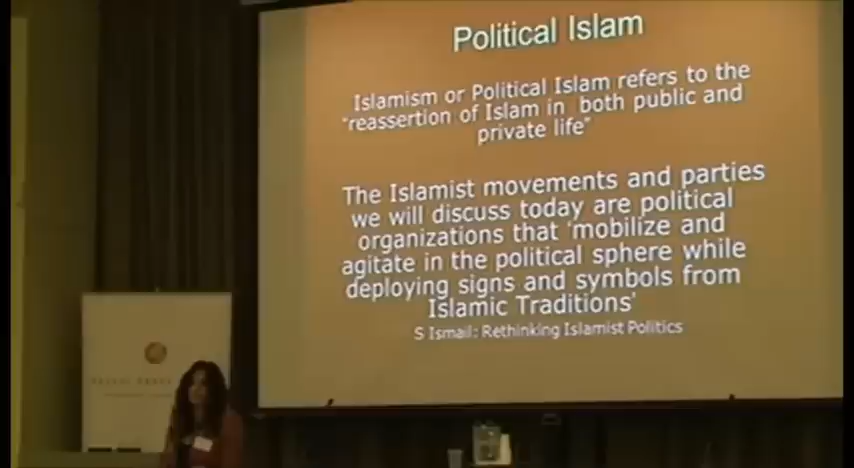 Political Islam
Islamism or Political Islam refers to the
"reassertion of Islam in both public and
private life"
The Islamist movements and parties
we will discuss today are political
organizations that 'mobilize and
agitate in the political sphere while
deploying signs and symbols from
Islamic Traditions'
S Ismail: Rethinking Islamist Politics